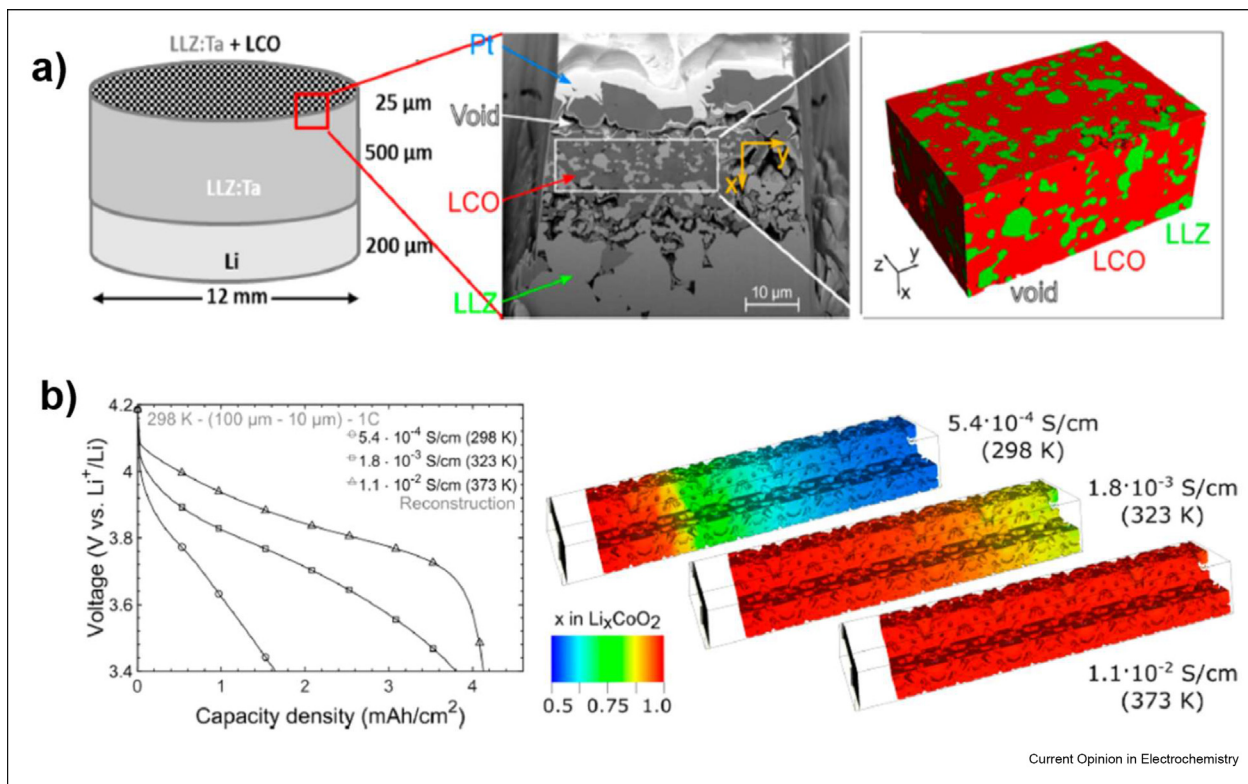 a)
LLZ:Ta + LCO
25 µm
500 µm
LLZ:Ta
200 µm
Li
12 mm
Pt
Void
LCO
LLZ
y
x
10 µm
LLZ
LCO
void
z
y
x
b)
4.2
4
3.8
3.6
3.4
Voltage (V vs. Li⁺/Li)
298 K - (100 µm - 10 µm) - 1C
5.4 · 10⁻⁴ S/cm (298 K)
1.8 · 10⁻³ S/cm (323 K)
1.1 · 10⁻² S/cm (373 K)
Reconstruction
0 1 2 3 4
Capacity density (mAh/cm²)
5.4·10⁻⁴ S/cm
(298 K)
1.8·10⁻³ S/cm
(323 K)
1.1·10⁻² S/cm
(373 K)
x in LiₓCoO₂
0.5 0.75 1.0
Current Opinion in Electrochemistry